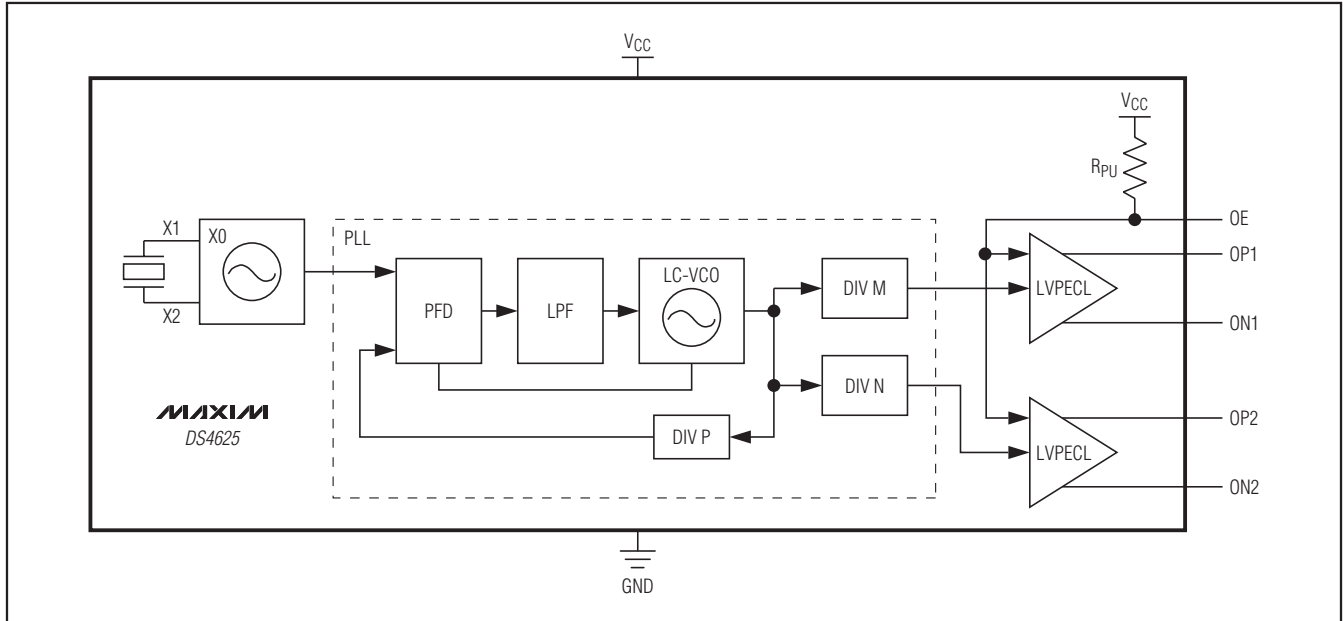 VCC
VCC
RPU
OE
X1
X0
PLL
OP1
LC-VCO
DIV M
LVPECL
X2
PFD
LPF
ON1
DIV N
MAXIM
DS4625
DIV P
OP2
LVPECL
ON2
GND